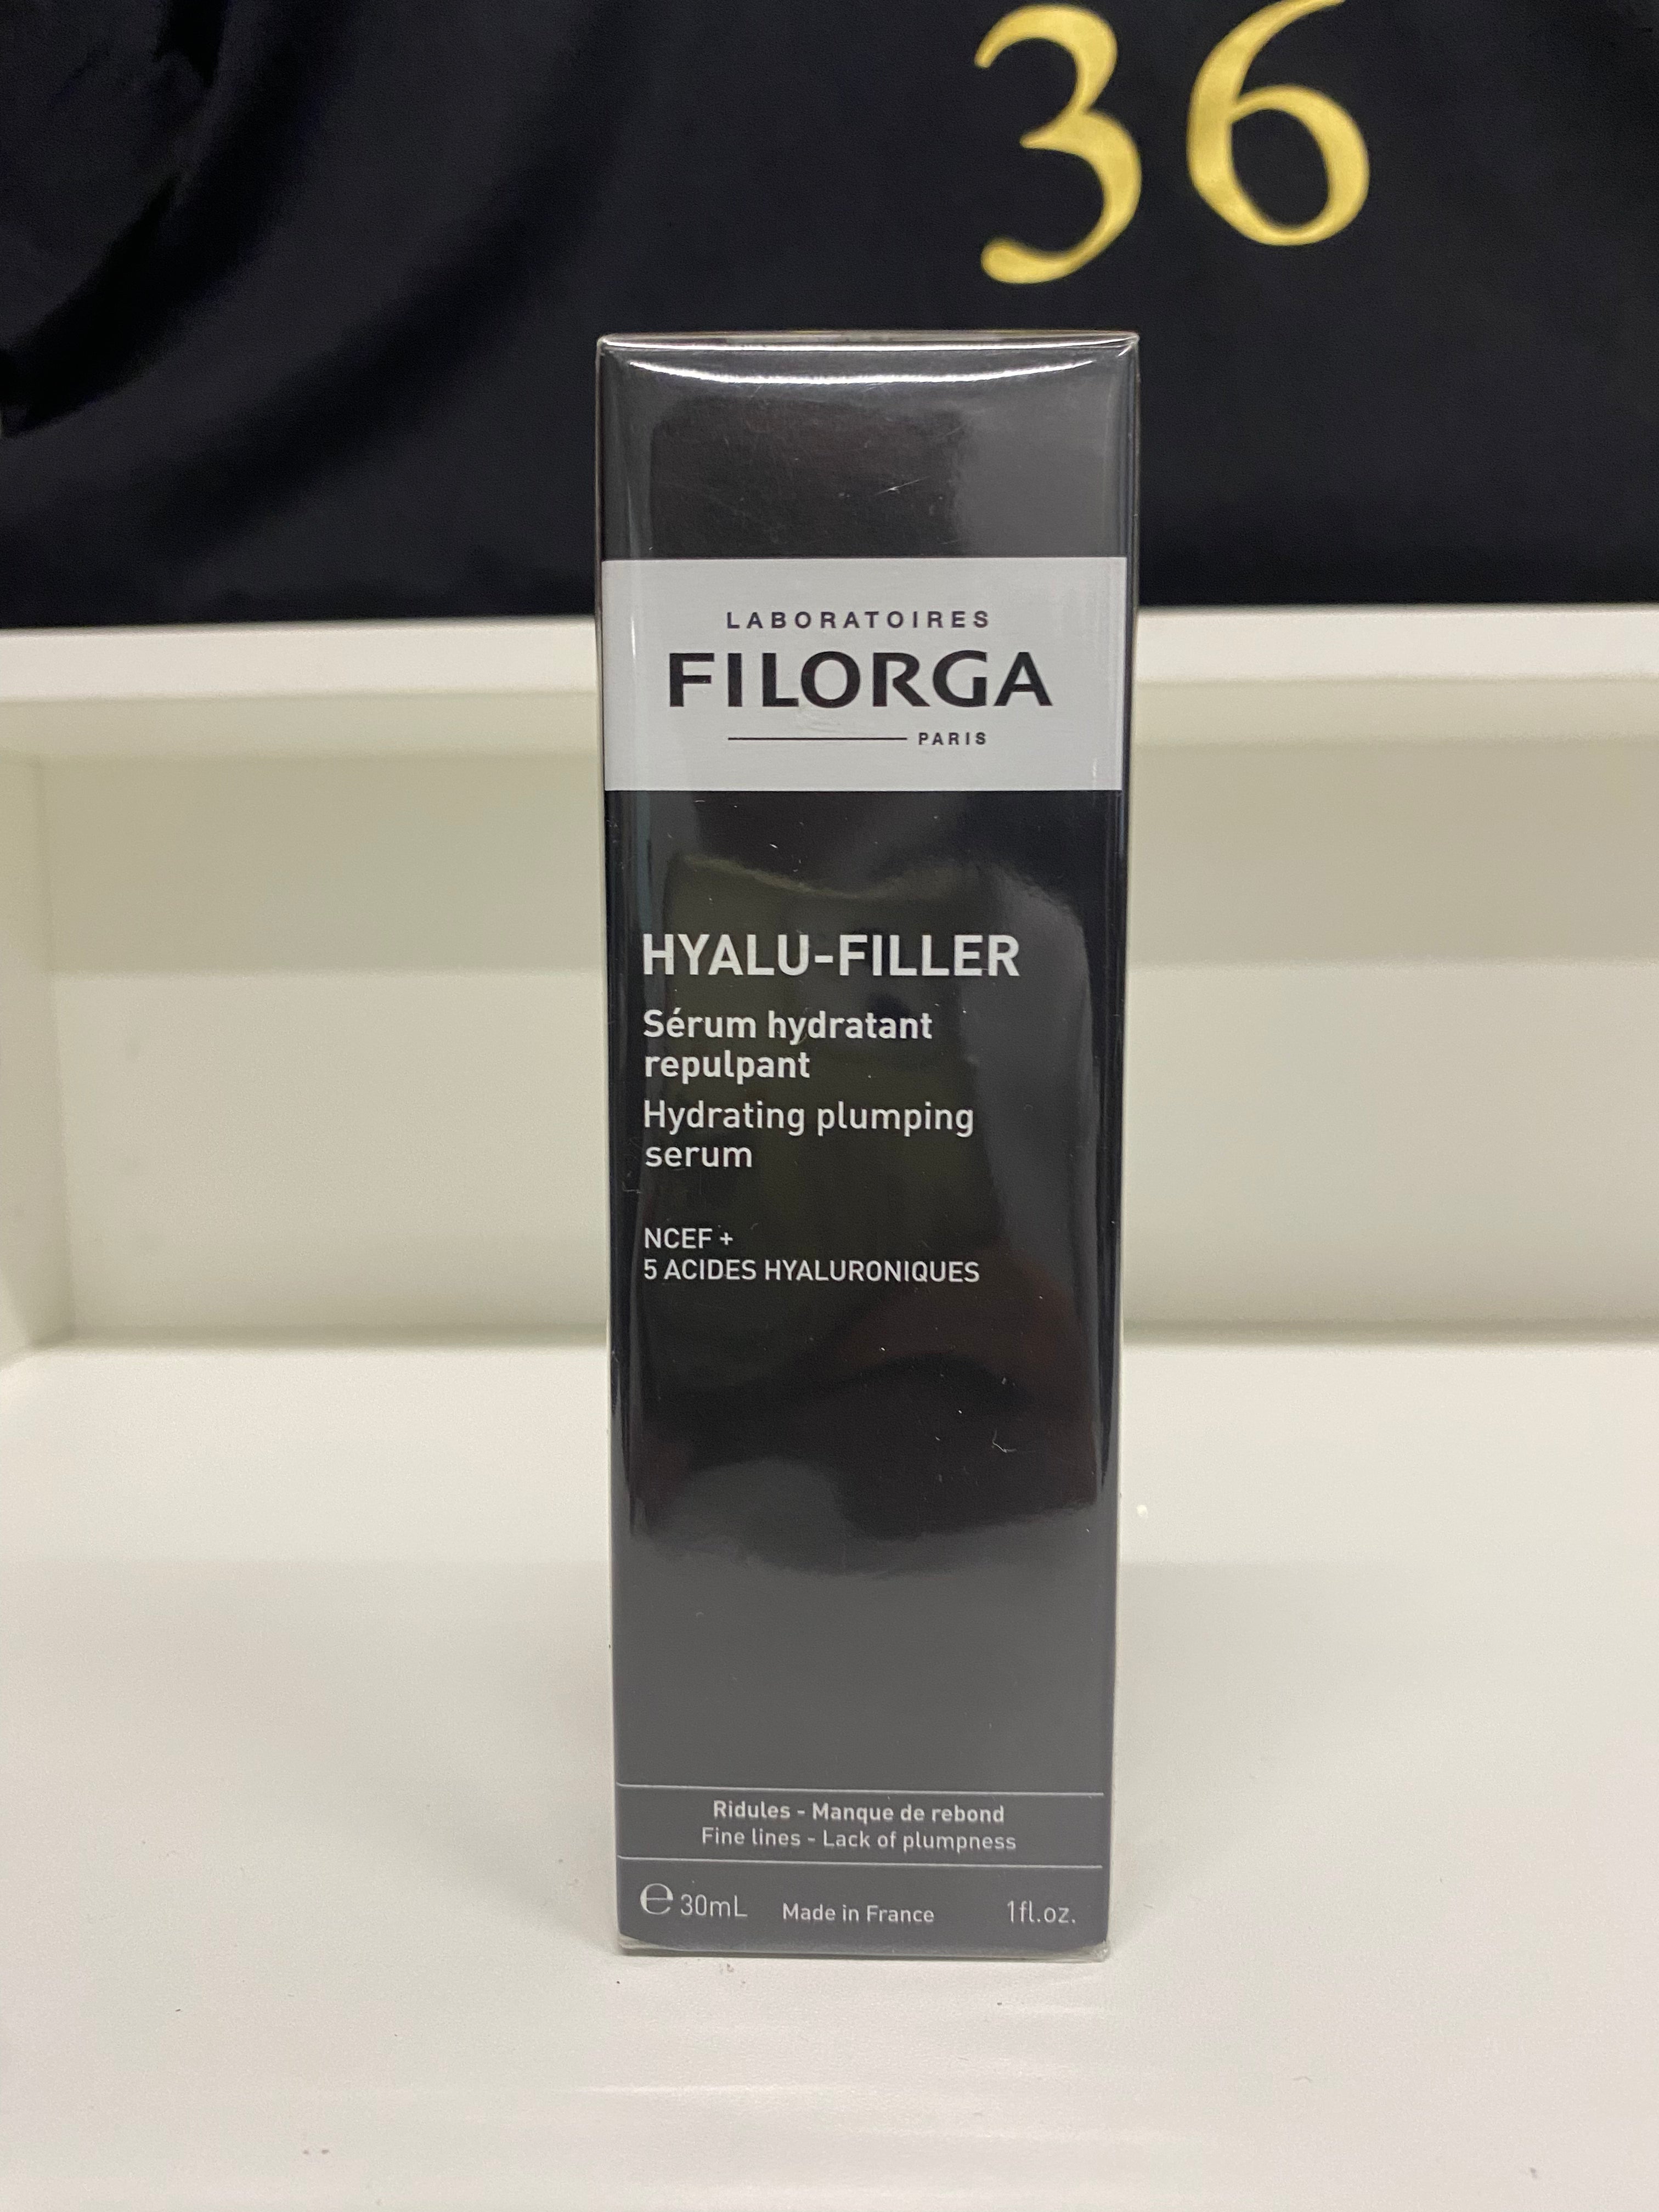 36
LABORATOIRES
FILORGA
PARIS
HYALU-FILLER
Sérum hydratant
repulpant
Hydrating plumping
serum
NCEF +
5 ACIDES HYALURONIQUES
Ridules - Manque de rebond
Fine lines - Lack of plumpness
℮ 30mL Made in France 1fl.oz.